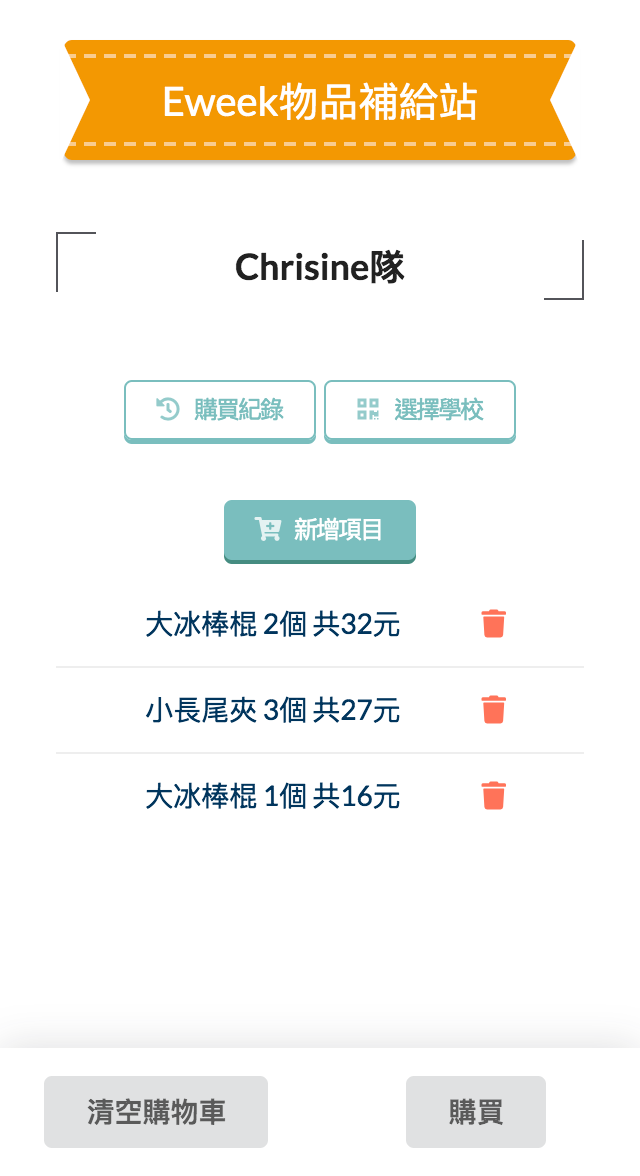 Eweek物品補給站
Chrisine隊
購買紀錄 選擇學校
新增項目
大冰棒棍 2個 共32元
小長尾夾 3個 共27元
大冰棒棍 1個 共16元
清空購物車 購買